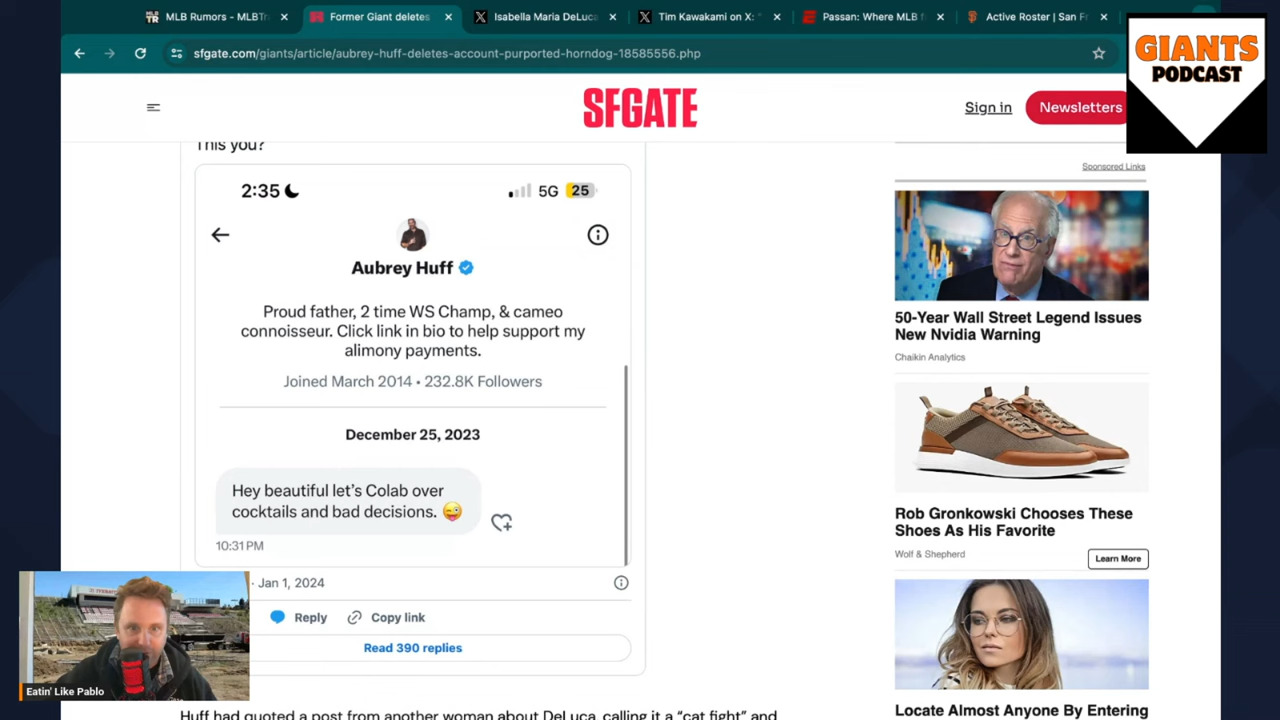 MLB Rumors - MLBTr
Former Giant deletes
Isabella Maria DeLuca
Tim Kawakami on X: "
Passan: Where MLB f
Active Roster | San Fr
sfgate.com/giants/article/aubrey-huff-deletes-account-purported-horndog-18585556.php
GIANTS
PODCAST
SFGATE
Sign in
Newsletters
This you?
2:35
5G 25
Aubrey Huff
Proud father, 2 time WS Champ, & cameo
connoisseur. Click link in bio to help support my
alimony payments.
Joined March 2014 • 232.8K Followers
December 25, 2023
Hey beautiful let's Colab over
cocktails and bad decisions. 😜
10:31 PM
· Jan 1, 2024
Reply
Copy link
Read 390 replies
Huff had quoted a post from another woman about DeLuca, calling it a "cat fight" and
Sponsored Links
50-Year Wall Street Legend Issues
New Nvidia Warning
Chaikin Analytics
Rob Gronkowski Chooses These
Shoes As His Favorite
Wolf & Shepherd
Learn More
Locate Almost Anyone By Entering
Eatin' Like Pablo